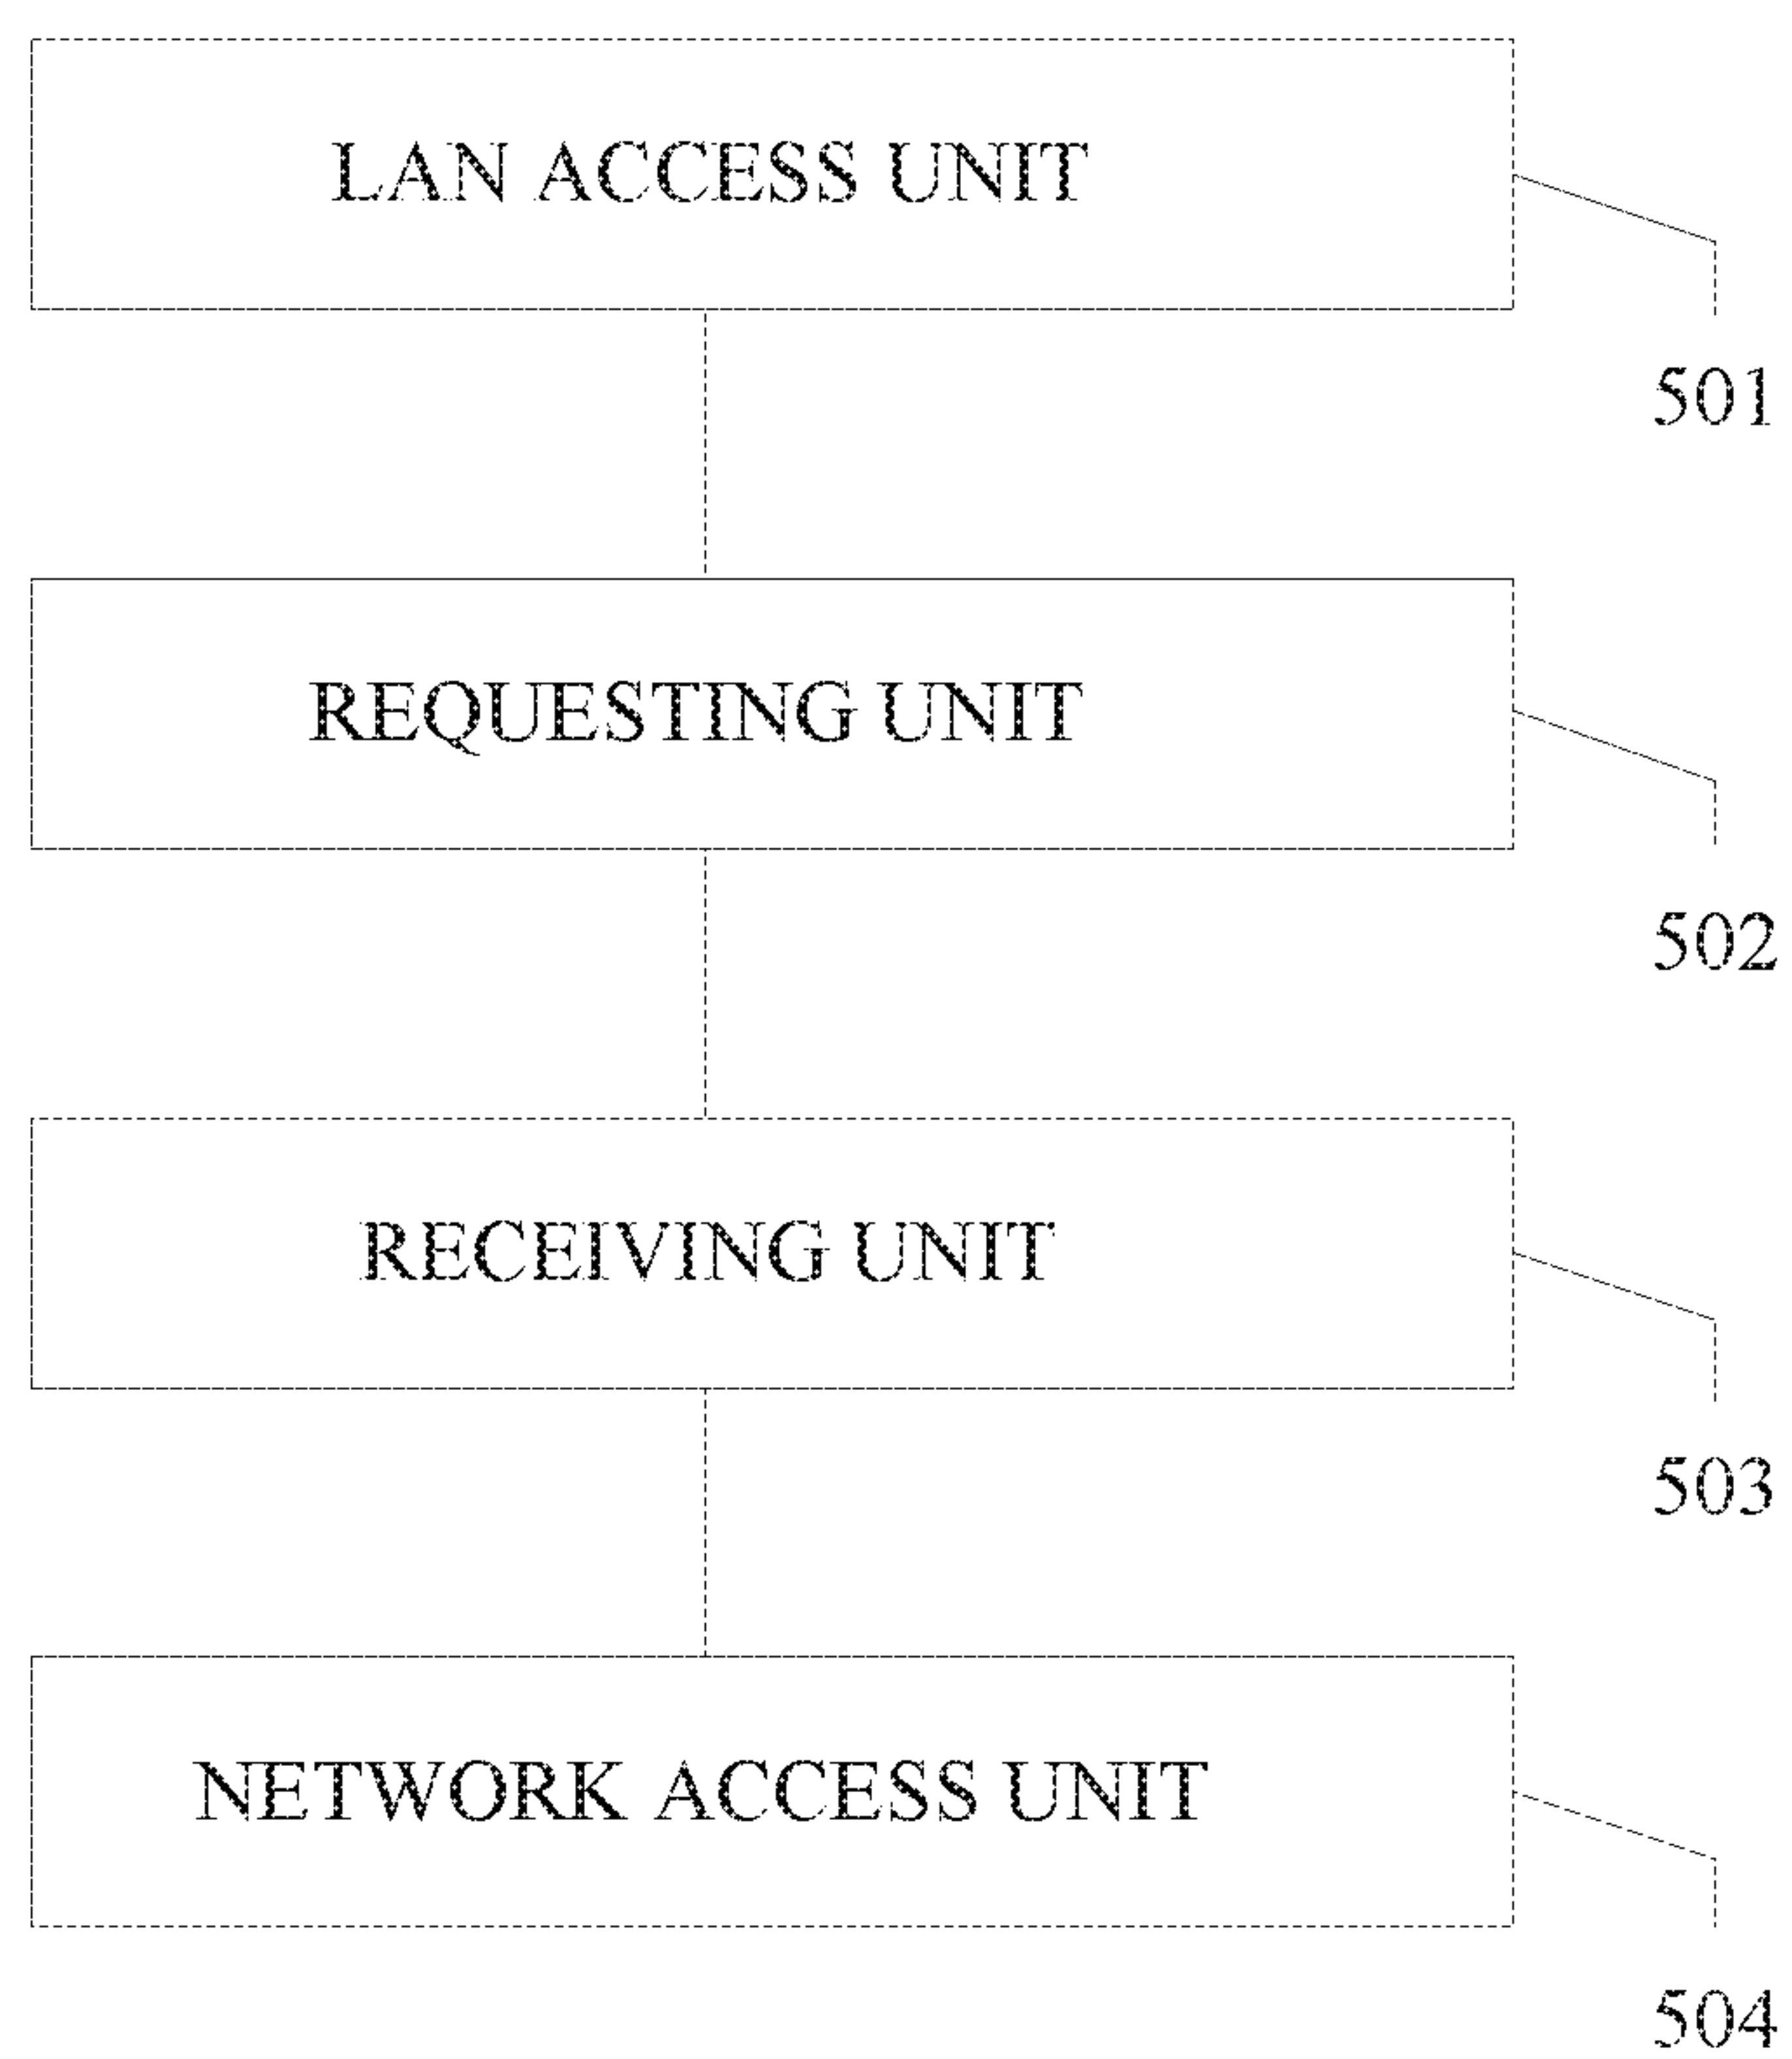 LAN ACCESS UNIT
501
REQUESTING UNIT
502
RECEIVING UNIT
503
NETWORK ACCESS UNIT
504